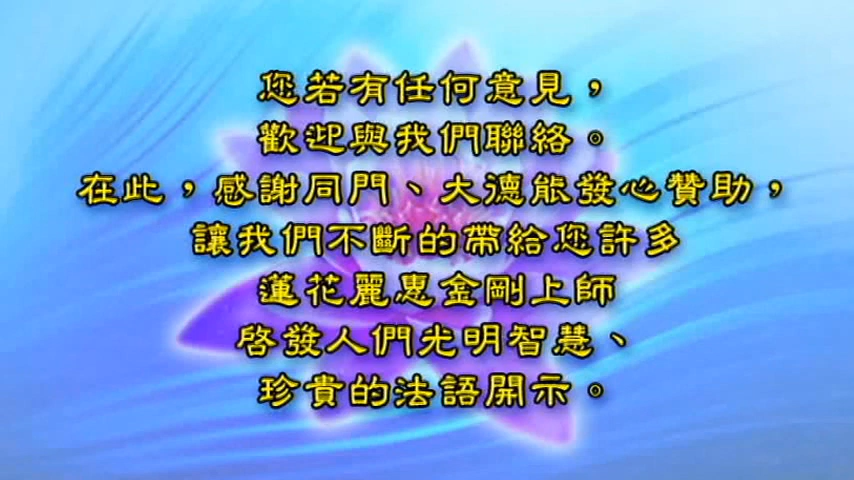 您若有任何意見，
歡迎與我們聯絡。
在此，感謝同門、大德能發心贊助，
讓我們不斷的帶給您許多
蓮花麗惠金剛上師
啓發人們光明智慧、
珍貴的法語開示。